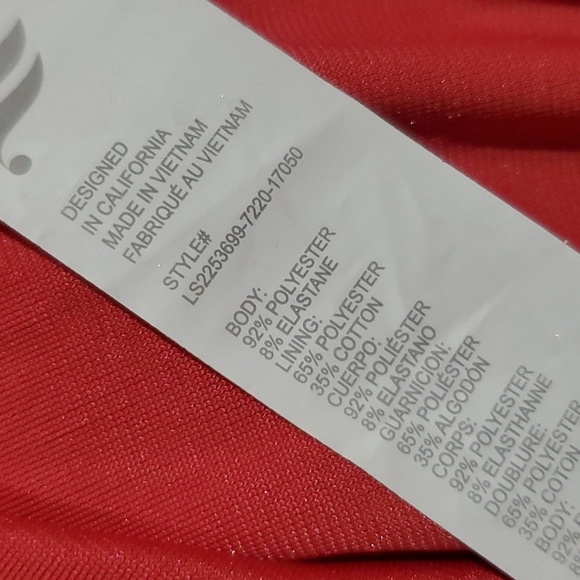 DESIGNED
IN CALIFORNIA
MADE IN VIETNAM
FABRIQUÉ AU VIETNAM
STYLE#
LS2253699-7220-17050
BODY:
92% POLYESTER
8% ELASTANE
LINING:
65% POLYESTER
35% COTTON
CUERPO:
92% POLIÉSTER
8% ELASTANO
GUARNICION:
65% POLIÉSTER
35% ALGODÓN
CORPS:
92% POLYESTER
8% ELASTHANNE
DOUBLURE:
65% POLYESTER
35% COTON
BODY:
92%